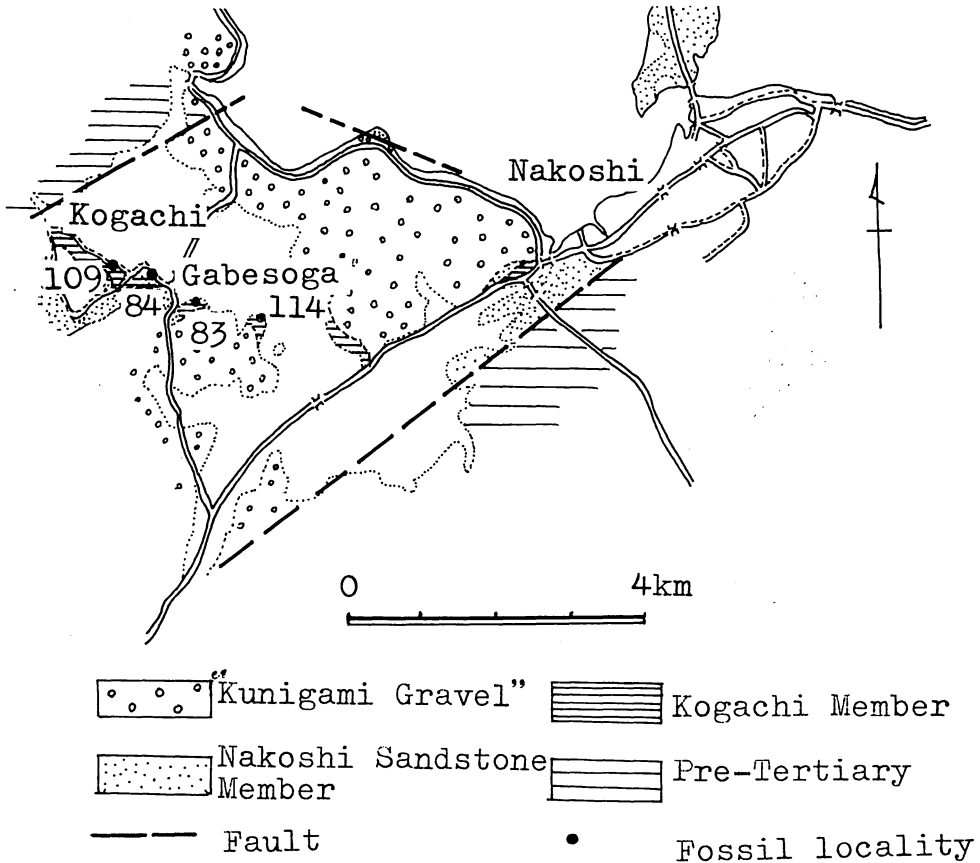 Nakoshi
Kogachi
109
84
Gabesoga
83
114
0 4km
"Kunigami Gravel"
Kogachi Member
Nakoshi Sandstone
Member
Pre-Tertiary
Fault
Fossil locality